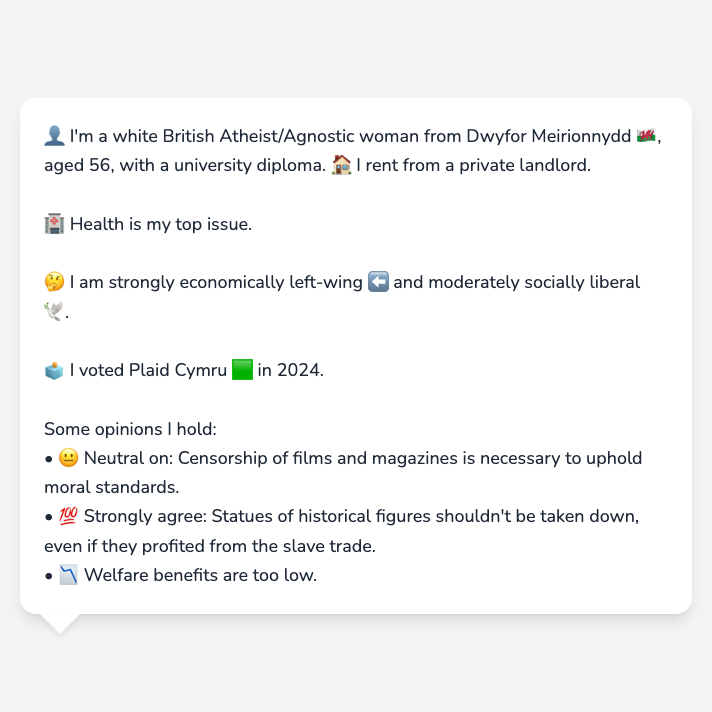 👤 I'm a white British Atheist/Agnostic woman from Dwyfor Meirionnydd 🏴󠁧󠁢󠁷󠁬󠁳󠁿,
aged 56, with a university diploma. 🏠 I rent from a private landlord.
🏥 Health is my top issue.
🤔 I am strongly economically left-wing ⬅️ and moderately socially liberal
🕊️.
🗳️ I voted Plaid Cymru 🟩 in 2024.
Some opinions I hold:
• 😐 Neutral on: Censorship of films and magazines is necessary to uphold
moral standards.
• 💯 Strongly agree: Statues of historical figures shouldn't be taken down,
even if they profited from the slave trade.
• 📉 Welfare benefits are too low.